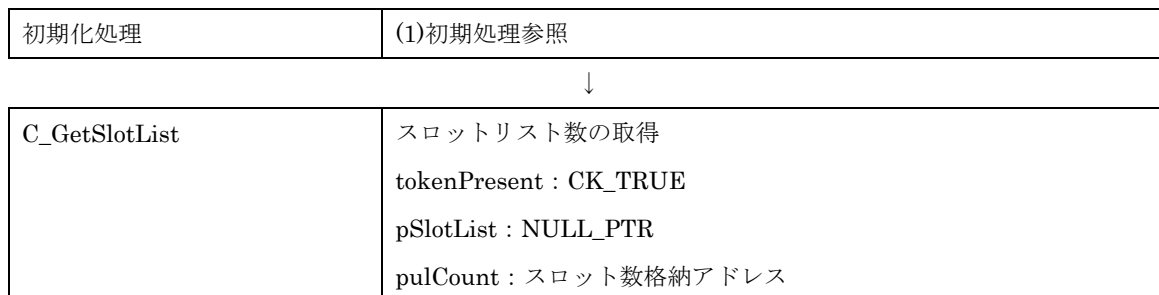 初期化処理 (1)初期処理参照
↓
C_GetSlotList スロットリスト数の取得
tokenPresent：CK_TRUE
pSlotList：NULL_PTR
pulCount：スロット数格納アドレス